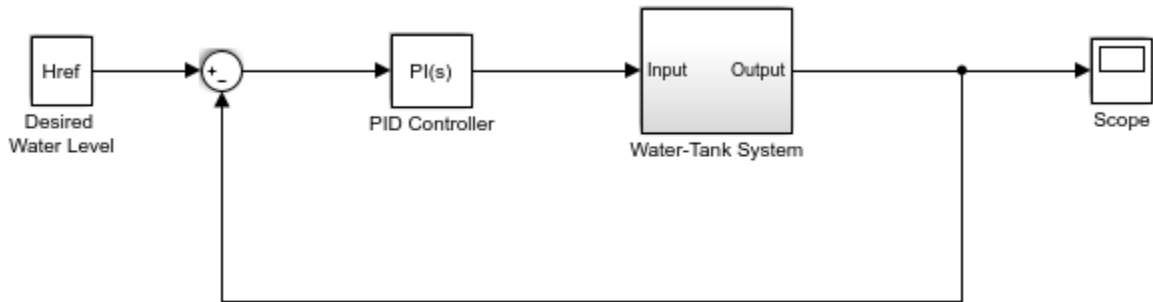 Href
+
−
PI(s)
Input Output
Desired
Water Level
PID Controller
Water-Tank System
Scope